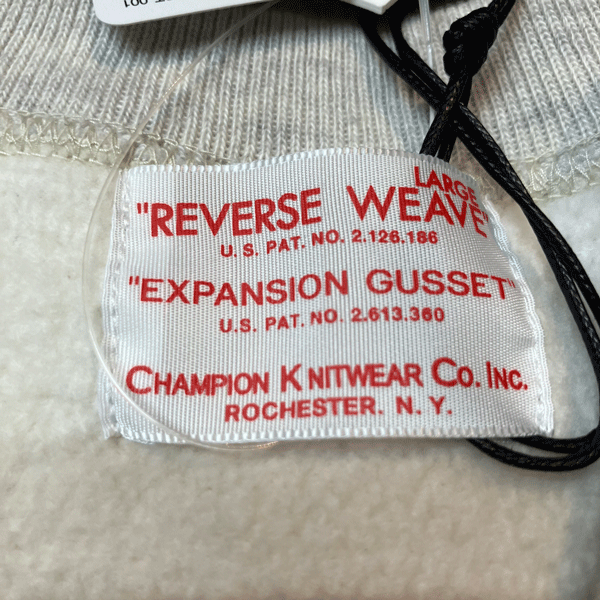 LARGE
"REVERSE WEAVE"
U. S. PAT. NO. 2.126.186
"EXPANSION GUSSET"
U.S. PAT. NO. 2.613.360
CHAMPION KNITWEAR CO. INC.
ROCHESTER. N. Y.